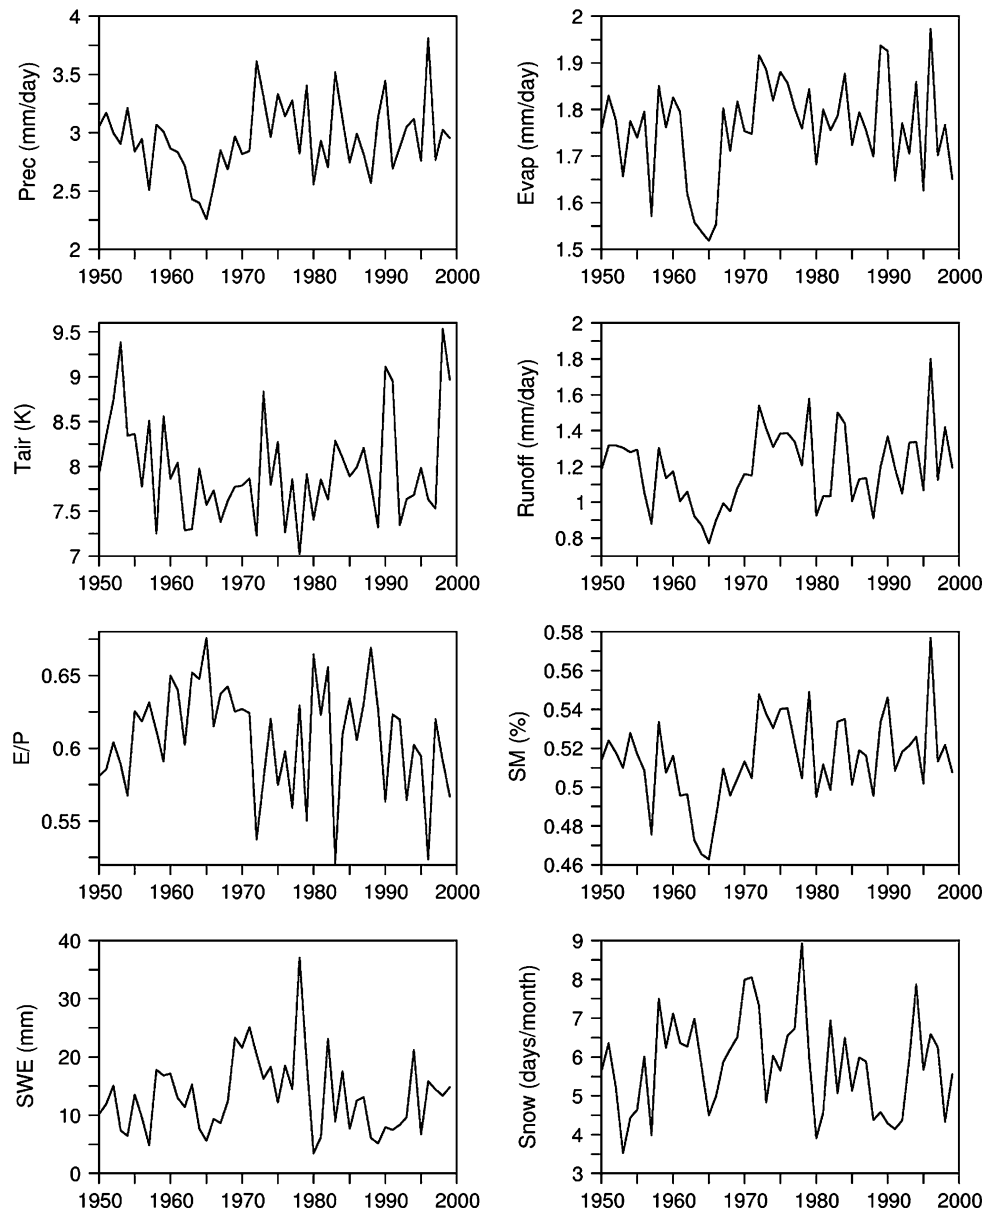 Prec (mm/day)
4
3.5
3
2.5
2
1950 1960 1970 1980 1990 2000
Evap (mm/day)
2
1.9
1.8
1.7
1.6
1.5
1950 1960 1970 1980 1990 2000
Tair (K)
9.5
9
8.5
8
7.5
7
1950 1960 1970 1980 1990 2000
Runoff (mm/day)
2
1.8
1.6
1.4
1.2
1
0.8
1950 1960 1970 1980 1990 2000
E/P
0.65
0.6
0.55
1950 1960 1970 1980 1990 2000
SM (%)
0.58
0.56
0.54
0.52
0.5
0.48
0.46
1950 1960 1970 1980 1990 2000
SWE (mm)
40
30
20
10
0
1950 1960 1970 1980 1990 2000
Snow (days/month)
9
8
7
6
5
4
3
1950 1960 1970 1980 1990 2000